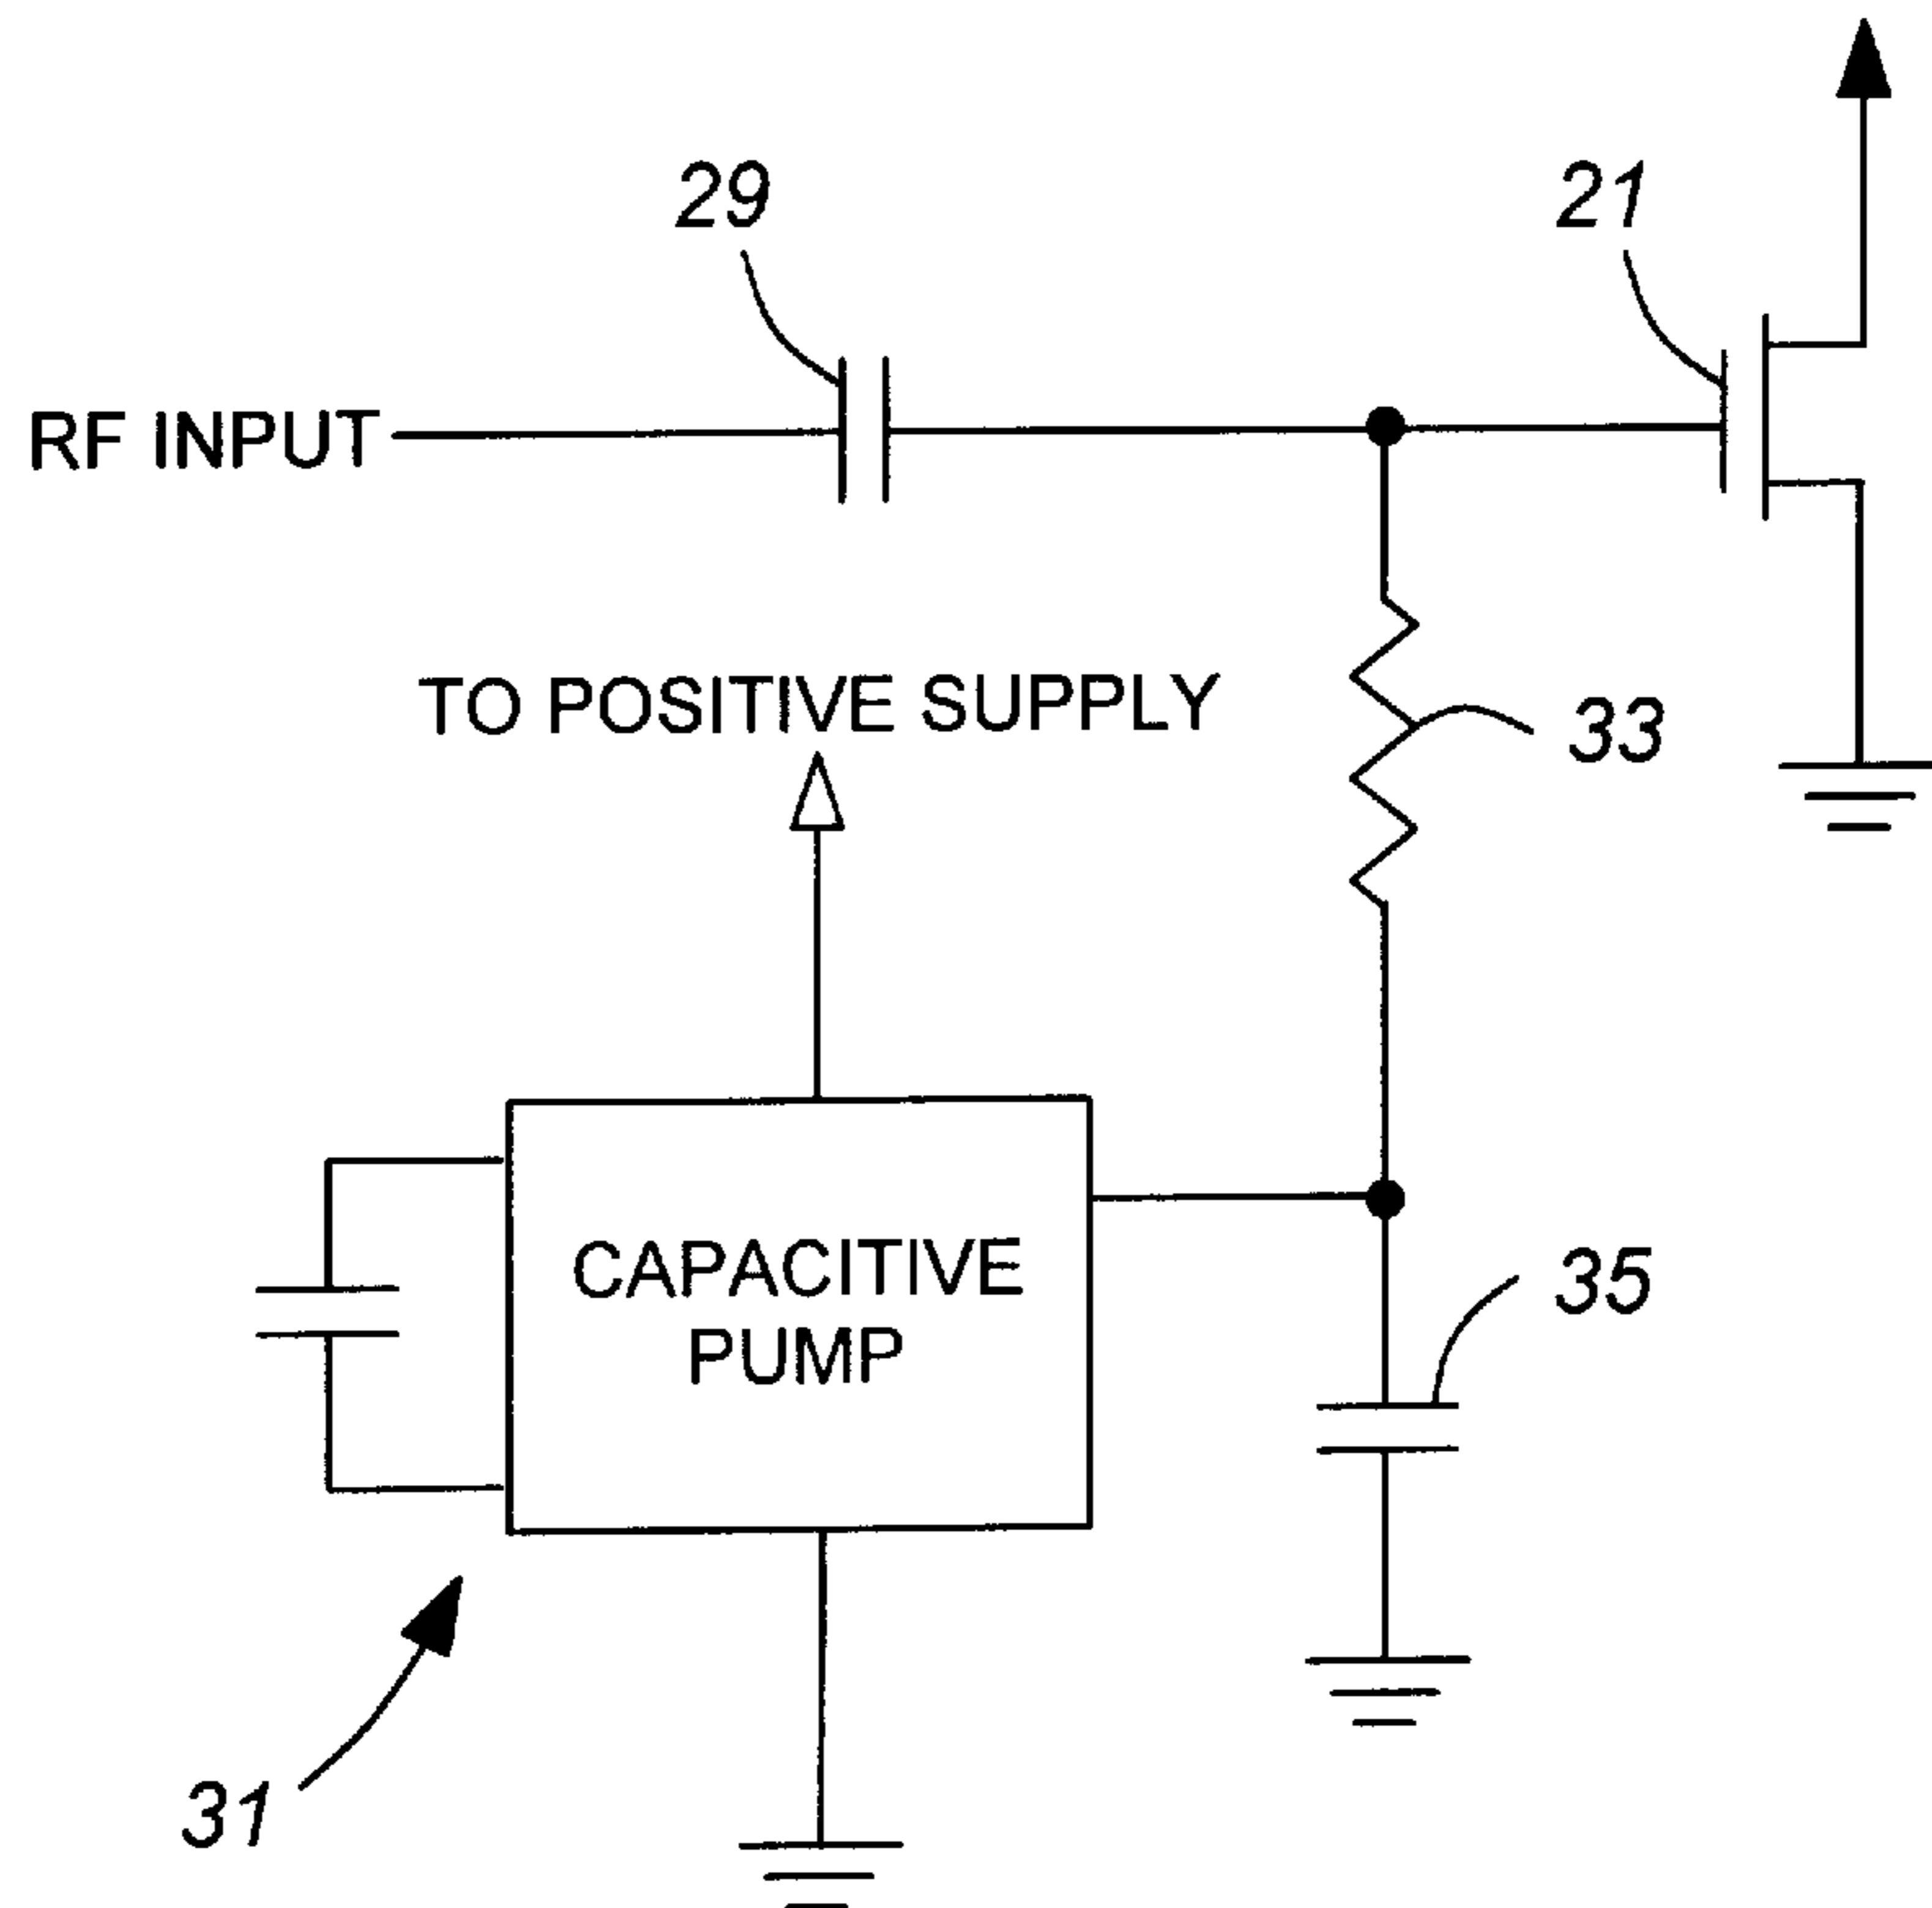 29
21
RF INPUT
TO POSITIVE SUPPLY
33
CAPACITIVE
PUMP
35
31